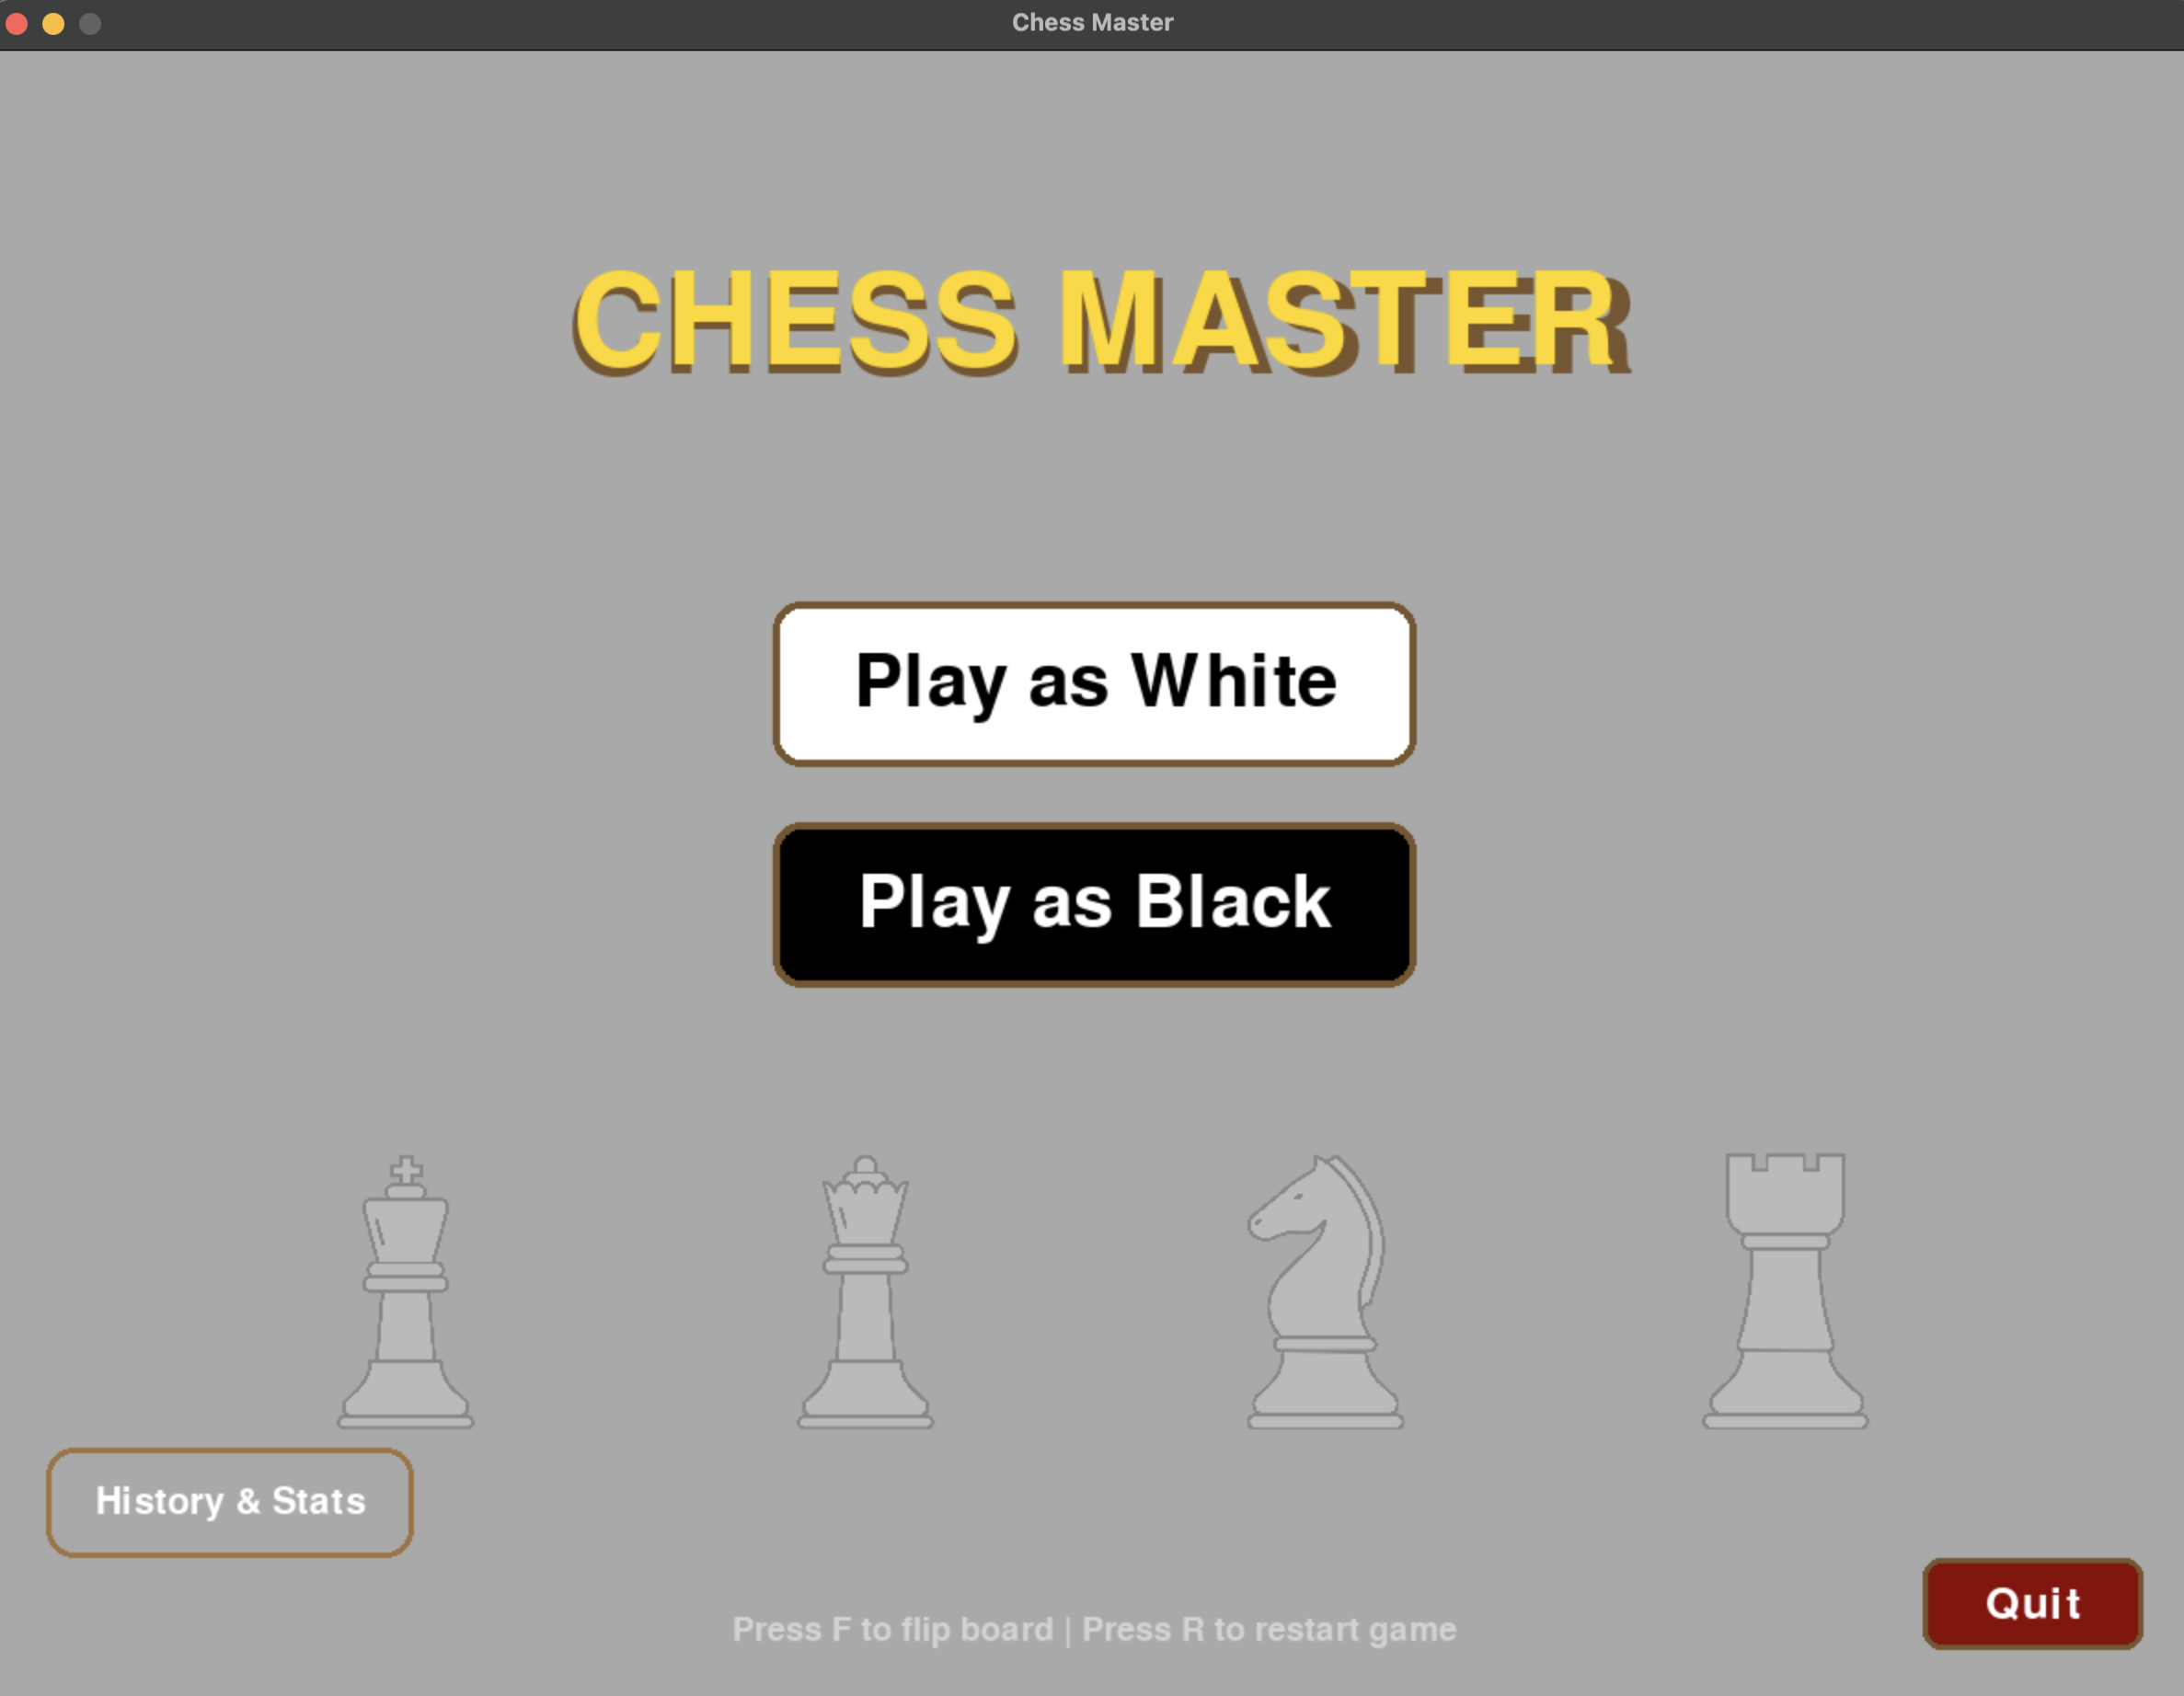 Chess Master
CHESS MASTER
Play as White
Play as Black
History & Stats
Quit
Press F to flip board | Press R to restart game